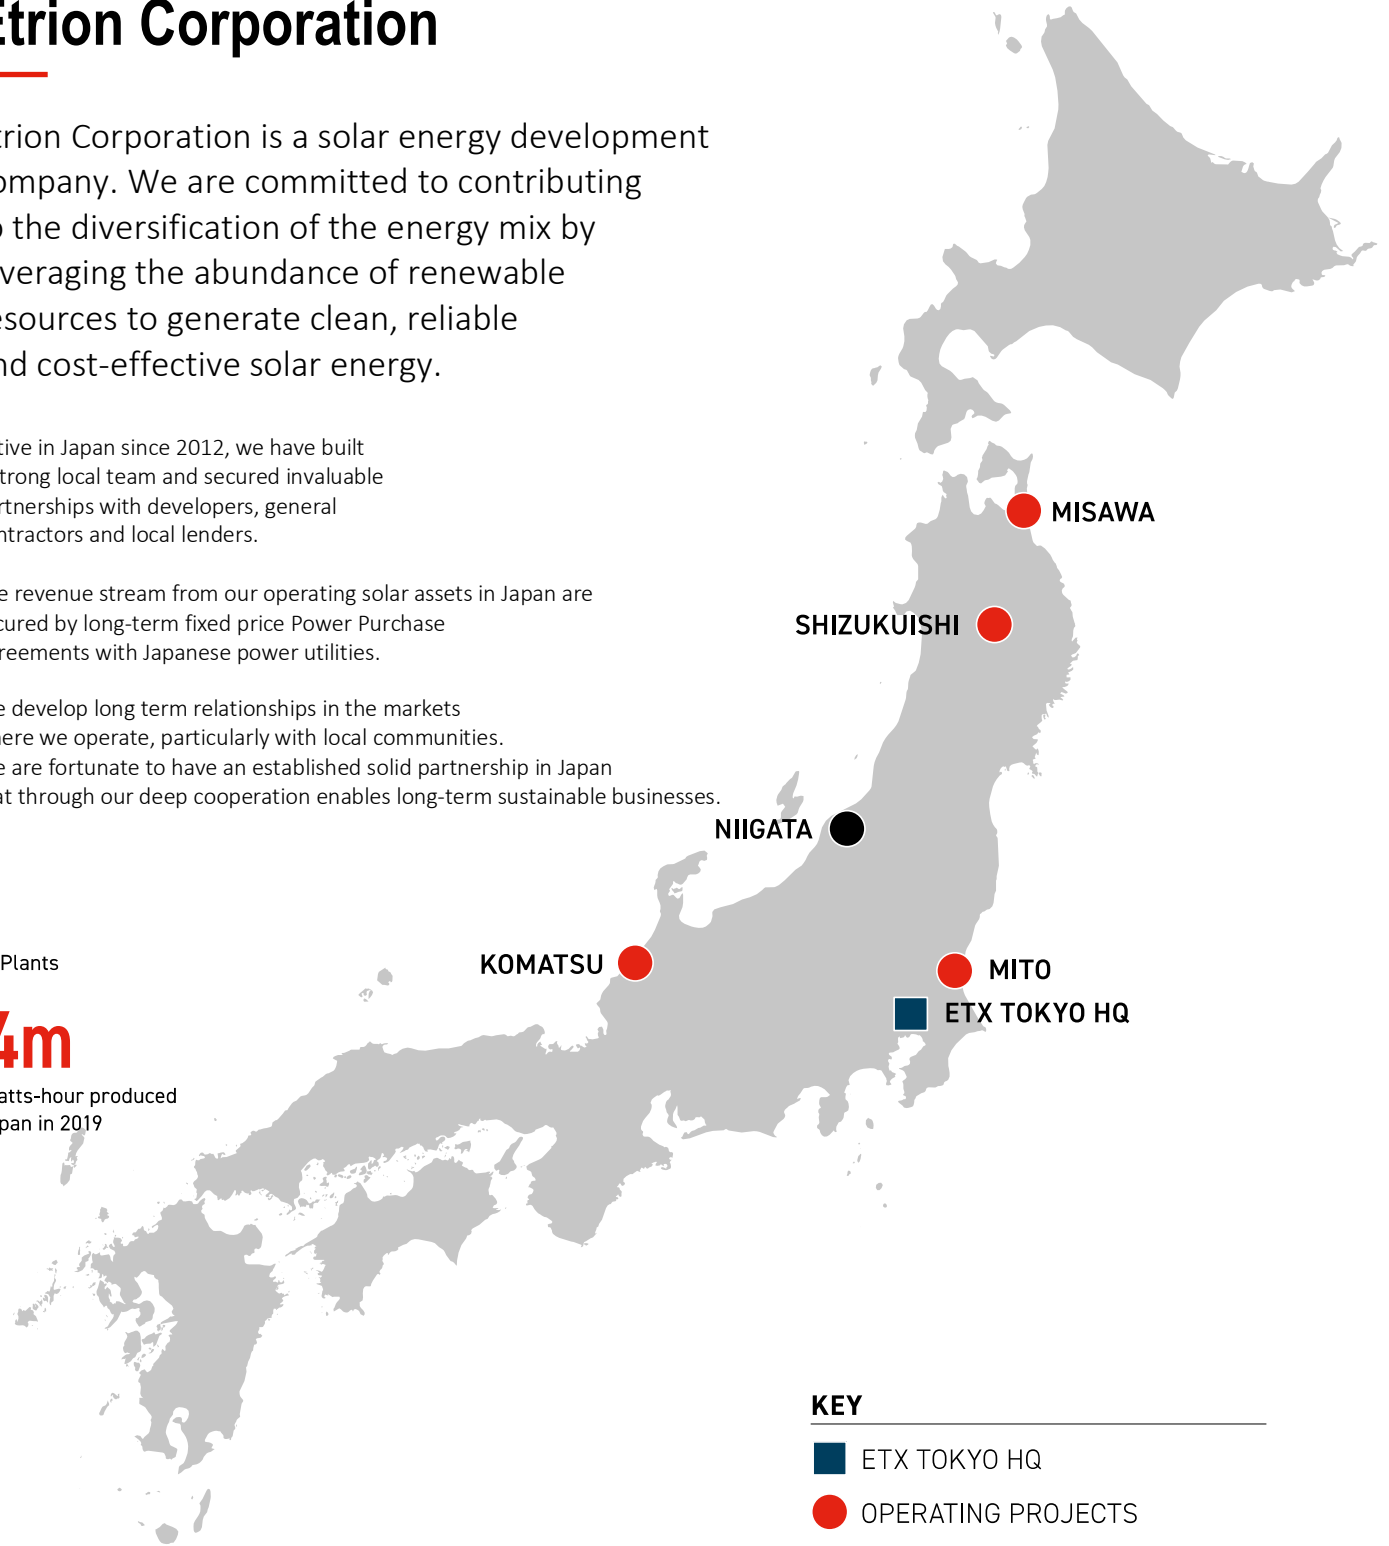 Etrion Corporation
trion Corporation is a solar energy development
ompany. We are committed to contributing
o the diversification of the energy mix by
veraging the abundance of renewable
esources to generate clean, reliable
nd cost-effective solar energy.
tive in Japan since 2012, we have built
trong local team and secured invaluable
rtnerships with developers, general
ntractors and local lenders.
e revenue stream from our operating solar assets in Japan are
cured by long-term fixed price Power Purchase
reements with Japanese power utilities.
e develop long term relationships in the markets
here we operate, particularly with local communities.
e are fortunate to have an established solid partnership in Japan
at through our deep cooperation enables long-term sustainable businesses.
MISAWA
SHIZUKUISHI
NIIGATA
KOMATSU
MITO
ETX TOKYO HQ
Plants
4m
atts-hour produced
pan in 2019
KEY
ETX TOKYO HQ
OPERATING PROJECTS